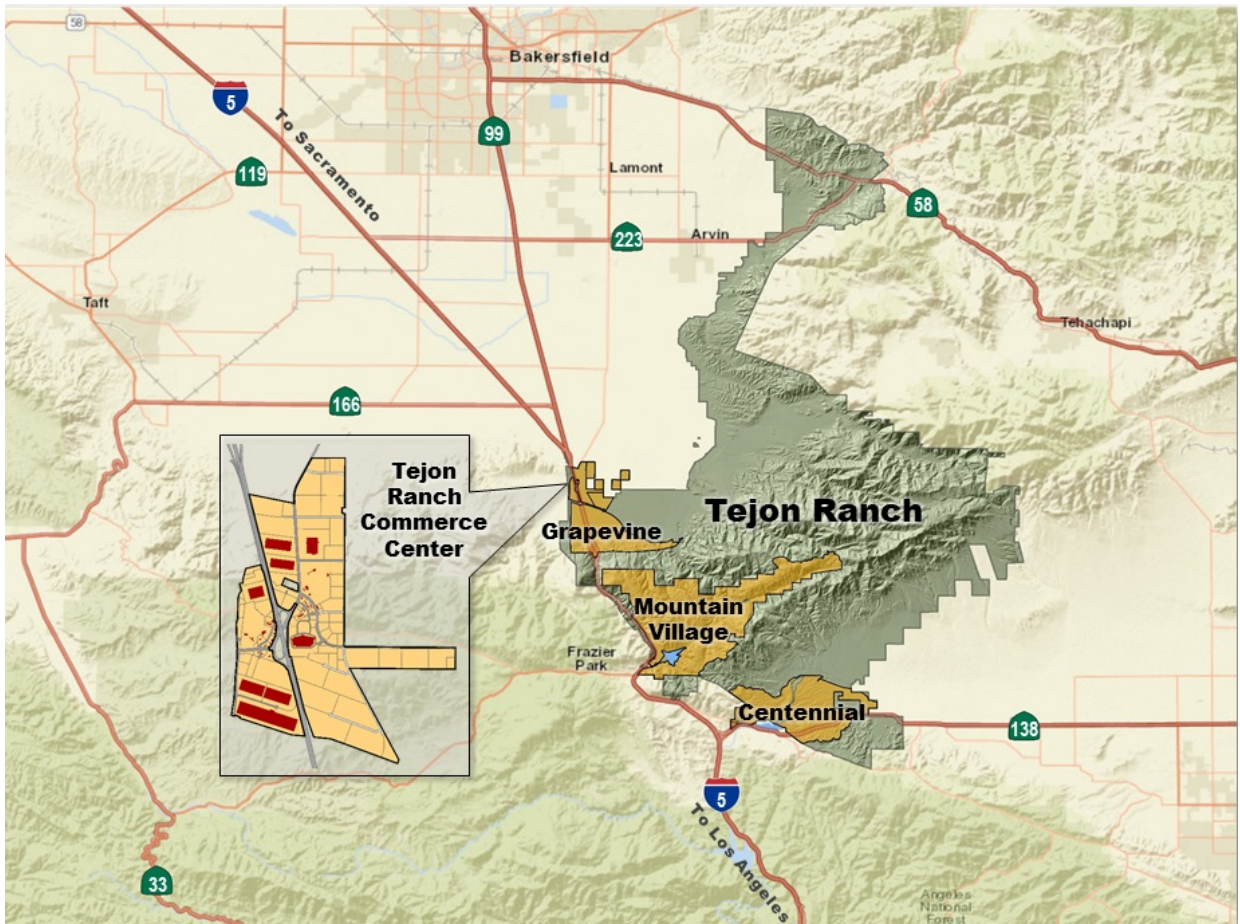 58
Bakersfield
5
To Sacramento
99
119
Lamont
58
223
Arvin
Taft
Tehachapi
166
Tejon
Ranch
Commerce
Center
Tejon Ranch
Grapevine
Mountain
Village
Frazier
Park
Centennial
138
5
To Los Angeles
33
Angeles
National
Forest